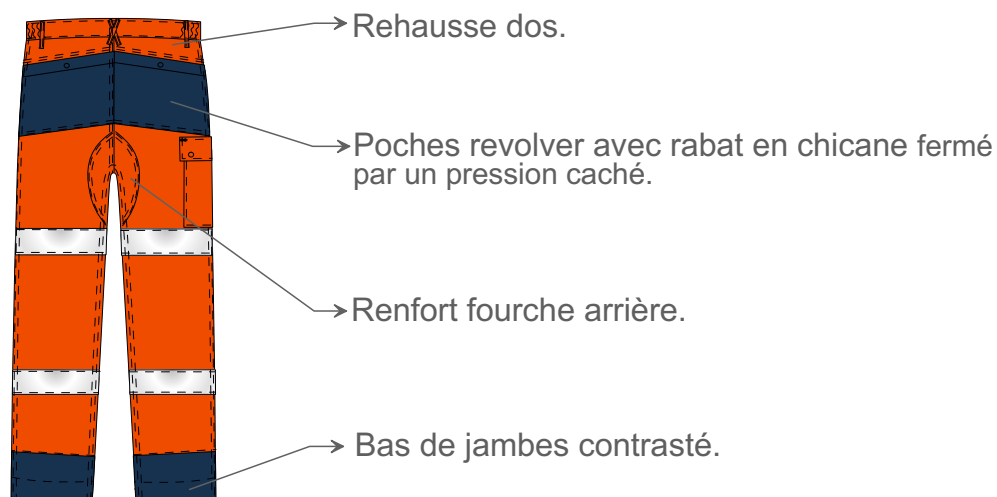 Rehausse dos.
Poches revolver avec rabat en chicane fermé
par un pression caché.
Renfort fourche arrière.
Bas de jambes contrasté.